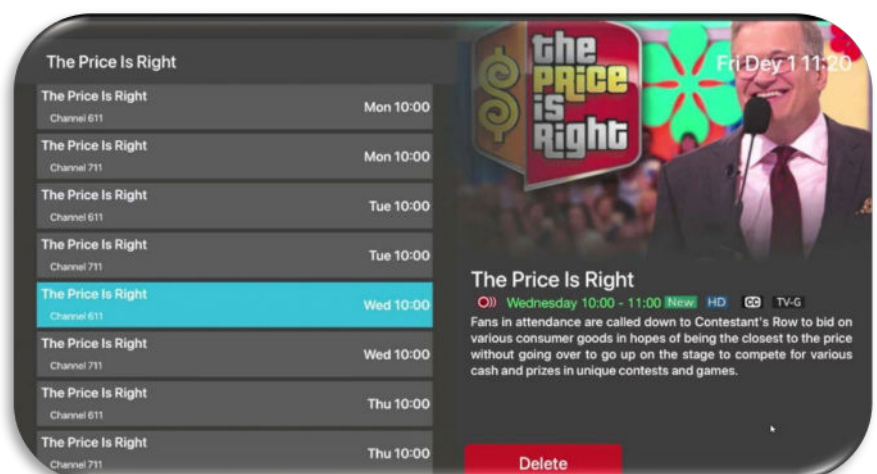 The Price Is Right
The Price Is Right
Channel 611
Mon 10:00
The Price Is Right
Channel 711
Mon 10:00
The Price Is Right
Channel 611
Tue 10:00
The Price Is Right
Channel 711
Tue 10:00
The Price Is Right
Channel 611
Wed 10:00
The Price Is Right
Channel 711
Wed 10:00
The Price Is Right
Channel 611
Thu 10:00
The Price Is Right
Channel 711
Thu 10:00
the
PRice
is
Right
$
Fri Dey 1 11:20
The Price Is Right
Wednesday 10:00 - 11:00 New HD CC TV-G
Fans in attendance are called down to Contestant's Row to bid on
various consumer goods in hopes of being the closest to the price
without going over to go up on the stage to compete for various
cash and prizes in unique contests and games.
Delete